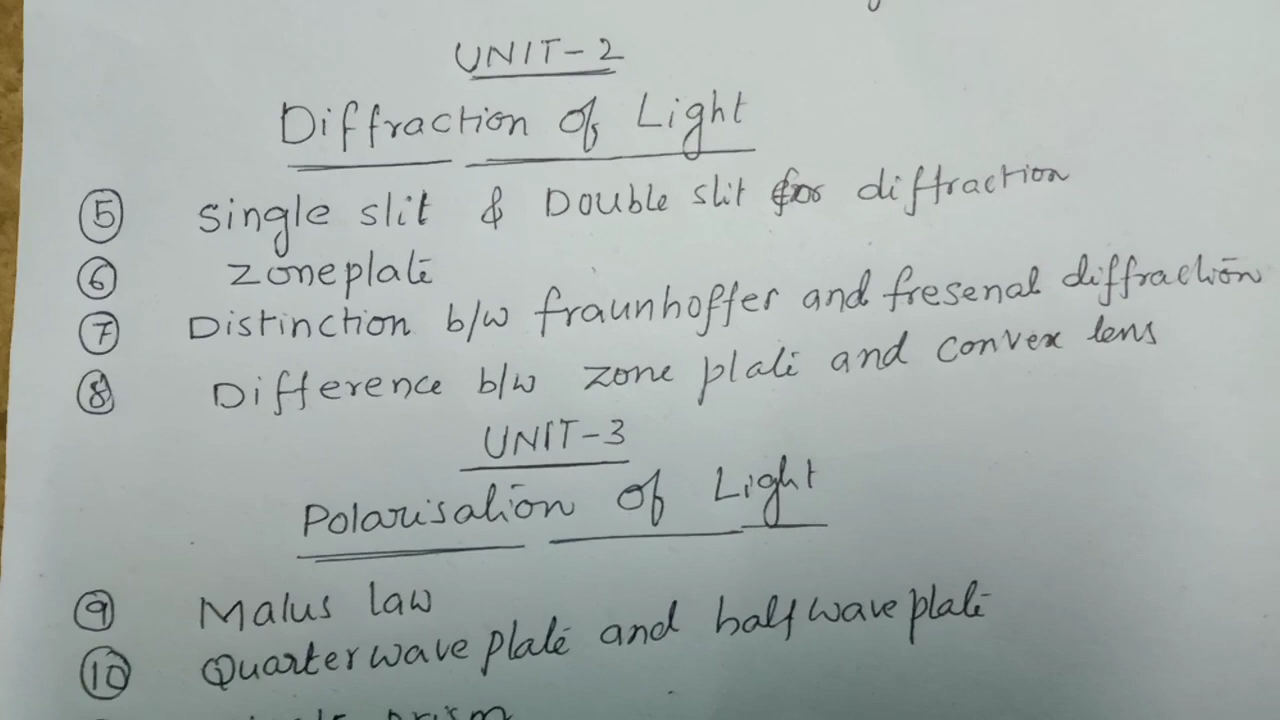 UNIT-2
Diffraction of Light
5 Single slit & Double slit for diffraction
6 Zoneplate
7 Distinction b/w fraunhoffer and fresenal diffraction
8 Difference b/w zone plate and convex lens
UNIT-3
Polarisation of Light
9 Malus law
10 Quarterwave plate and halfwave plate
prism